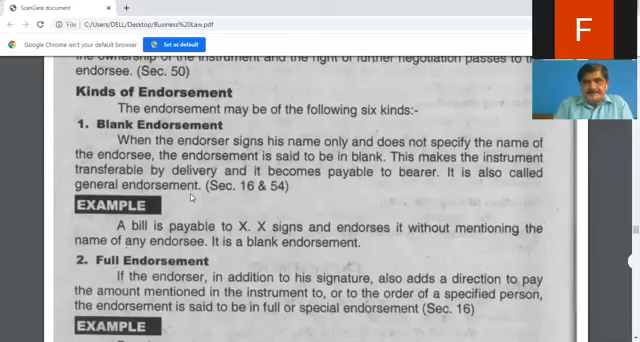 ScanGate document
File | C:/Users/DELL/Desktop/Business%20Law.pdf
Google Chrome isn't your default browser Set as default
the ownership of the instrument and the right of further negotiation passes to the
endorsee. (Sec. 50)
Kinds of Endorsement
The endorsement may be of the following six kinds:-
1. Blank Endorsement
When the endorser signs his name only and does not specify the name of
the endorsee, the endorsement is said to be in blank. This makes the instrument
transferable by delivery and it becomes payable to bearer. It is also called
general endorsement. (Sec. 16 & 54)
EXAMPLE
A bill is payable to X. X signs and endorses it without mentioning the
name of any endorsee. It is a blank endorsement.
2. Full Endorsement
If the endorser, in addition to his signature, also adds a direction to pay
the amount mentioned in the instrument to, or to the order of a specified person,
the endorsement is said to be in full or special endorsement (Sec. 16)
EXAMPLE
F